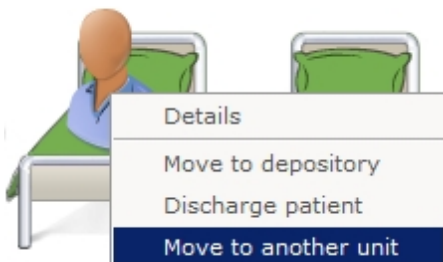 Details
Move to depository
Discharge patient
Move to another unit